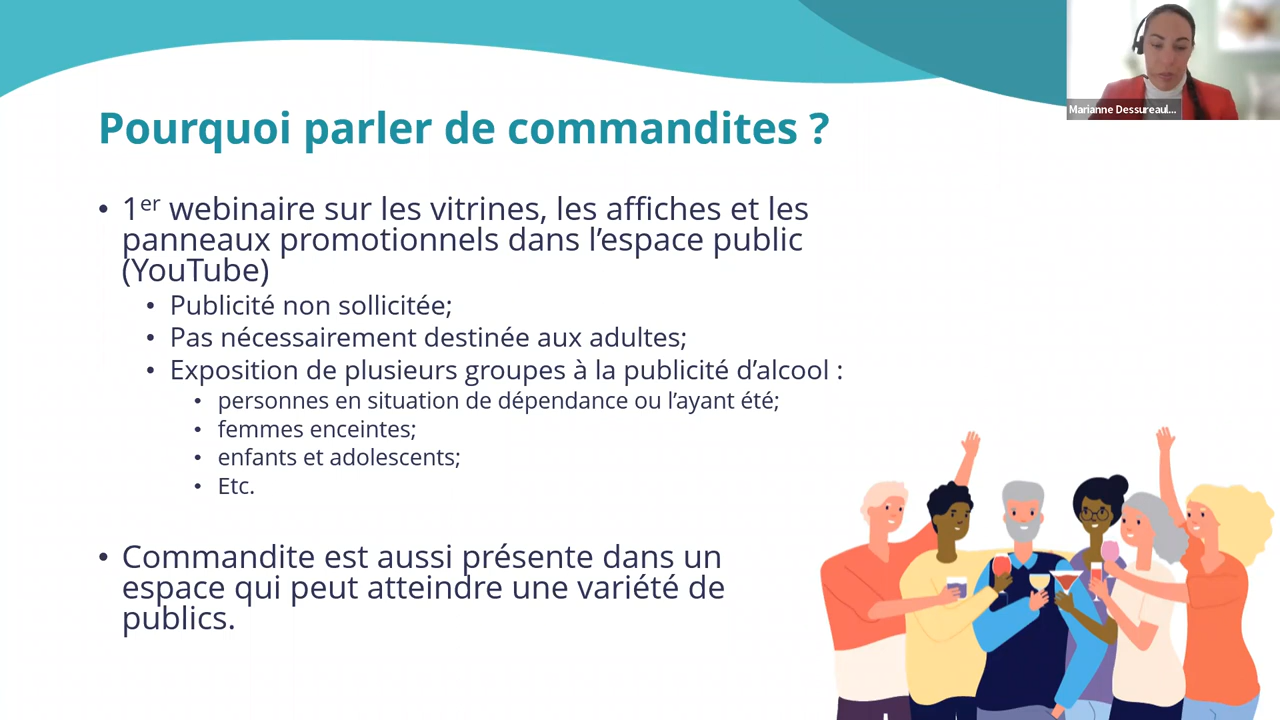 Marianne Dessureaul...
Pourquoi parler de commandites ?
• 1er webinaire sur les vitrines, les affiches et les
panneaux promotionnels dans l’espace public
(YouTube)
• Publicité non sollicitée;
• Pas nécessairement destinée aux adultes;
• Exposition de plusieurs groupes à la publicité d’alcool :
• personnes en situation de dépendance ou l’ayant été;
• femmes enceintes;
• enfants et adolescents;
• Etc.
• Commandite est aussi présente dans un
espace qui peut atteindre une variété de
publics.